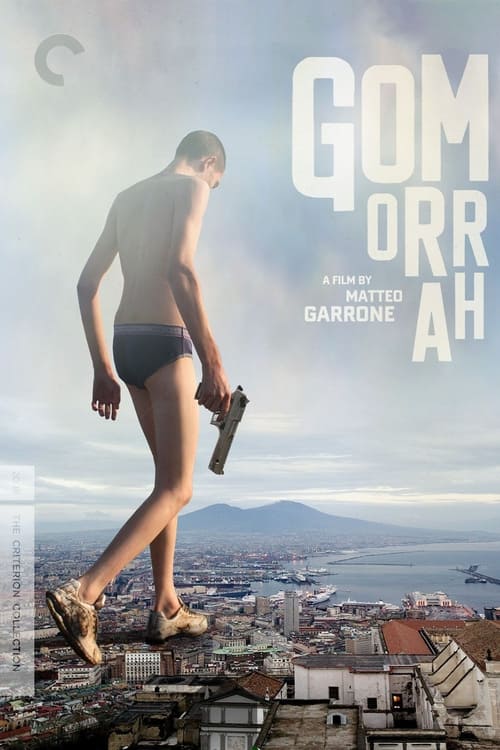 GOM
ORR
AH
A FILM BY
MATTEO
GARRONE
THE CRITERION COLLECTION